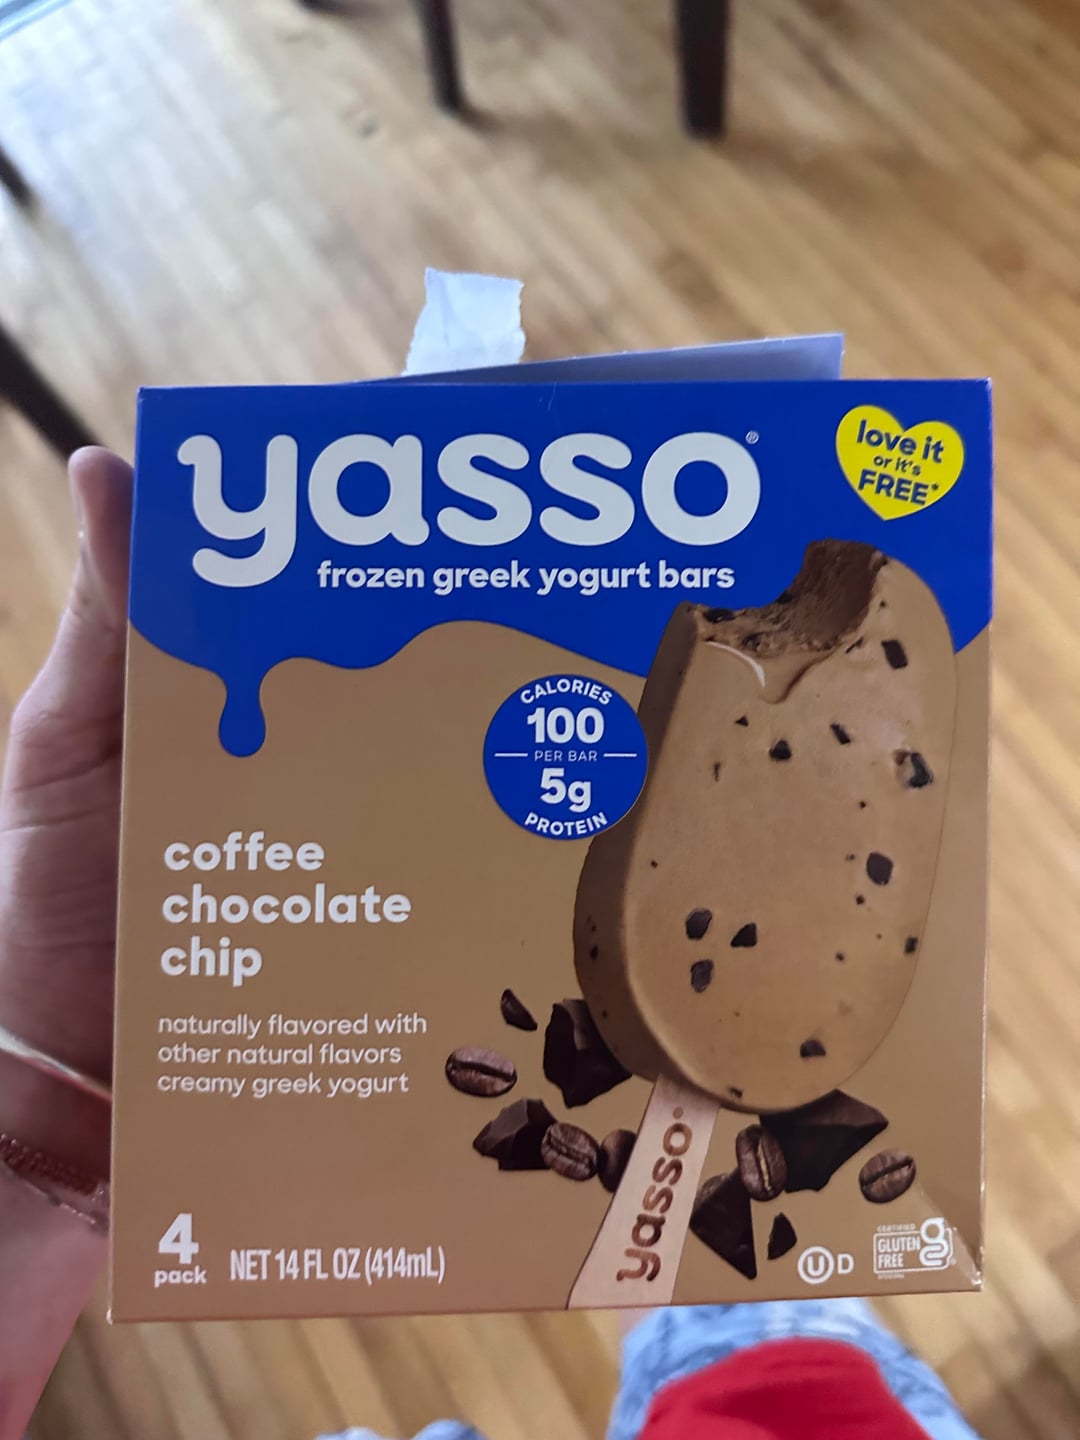 yasso®
frozen greek yogurt bars
love it
or it's
FREE*
CALORIES
100
PER BAR
5g
PROTEIN
coffee
chocolate
chip
naturally flavored with
other natural flavors
creamy greek yogurt
yasso
4
pack
NET 14 FL OZ (414mL)
U D
CERTIFIED
GLUTEN
FREE